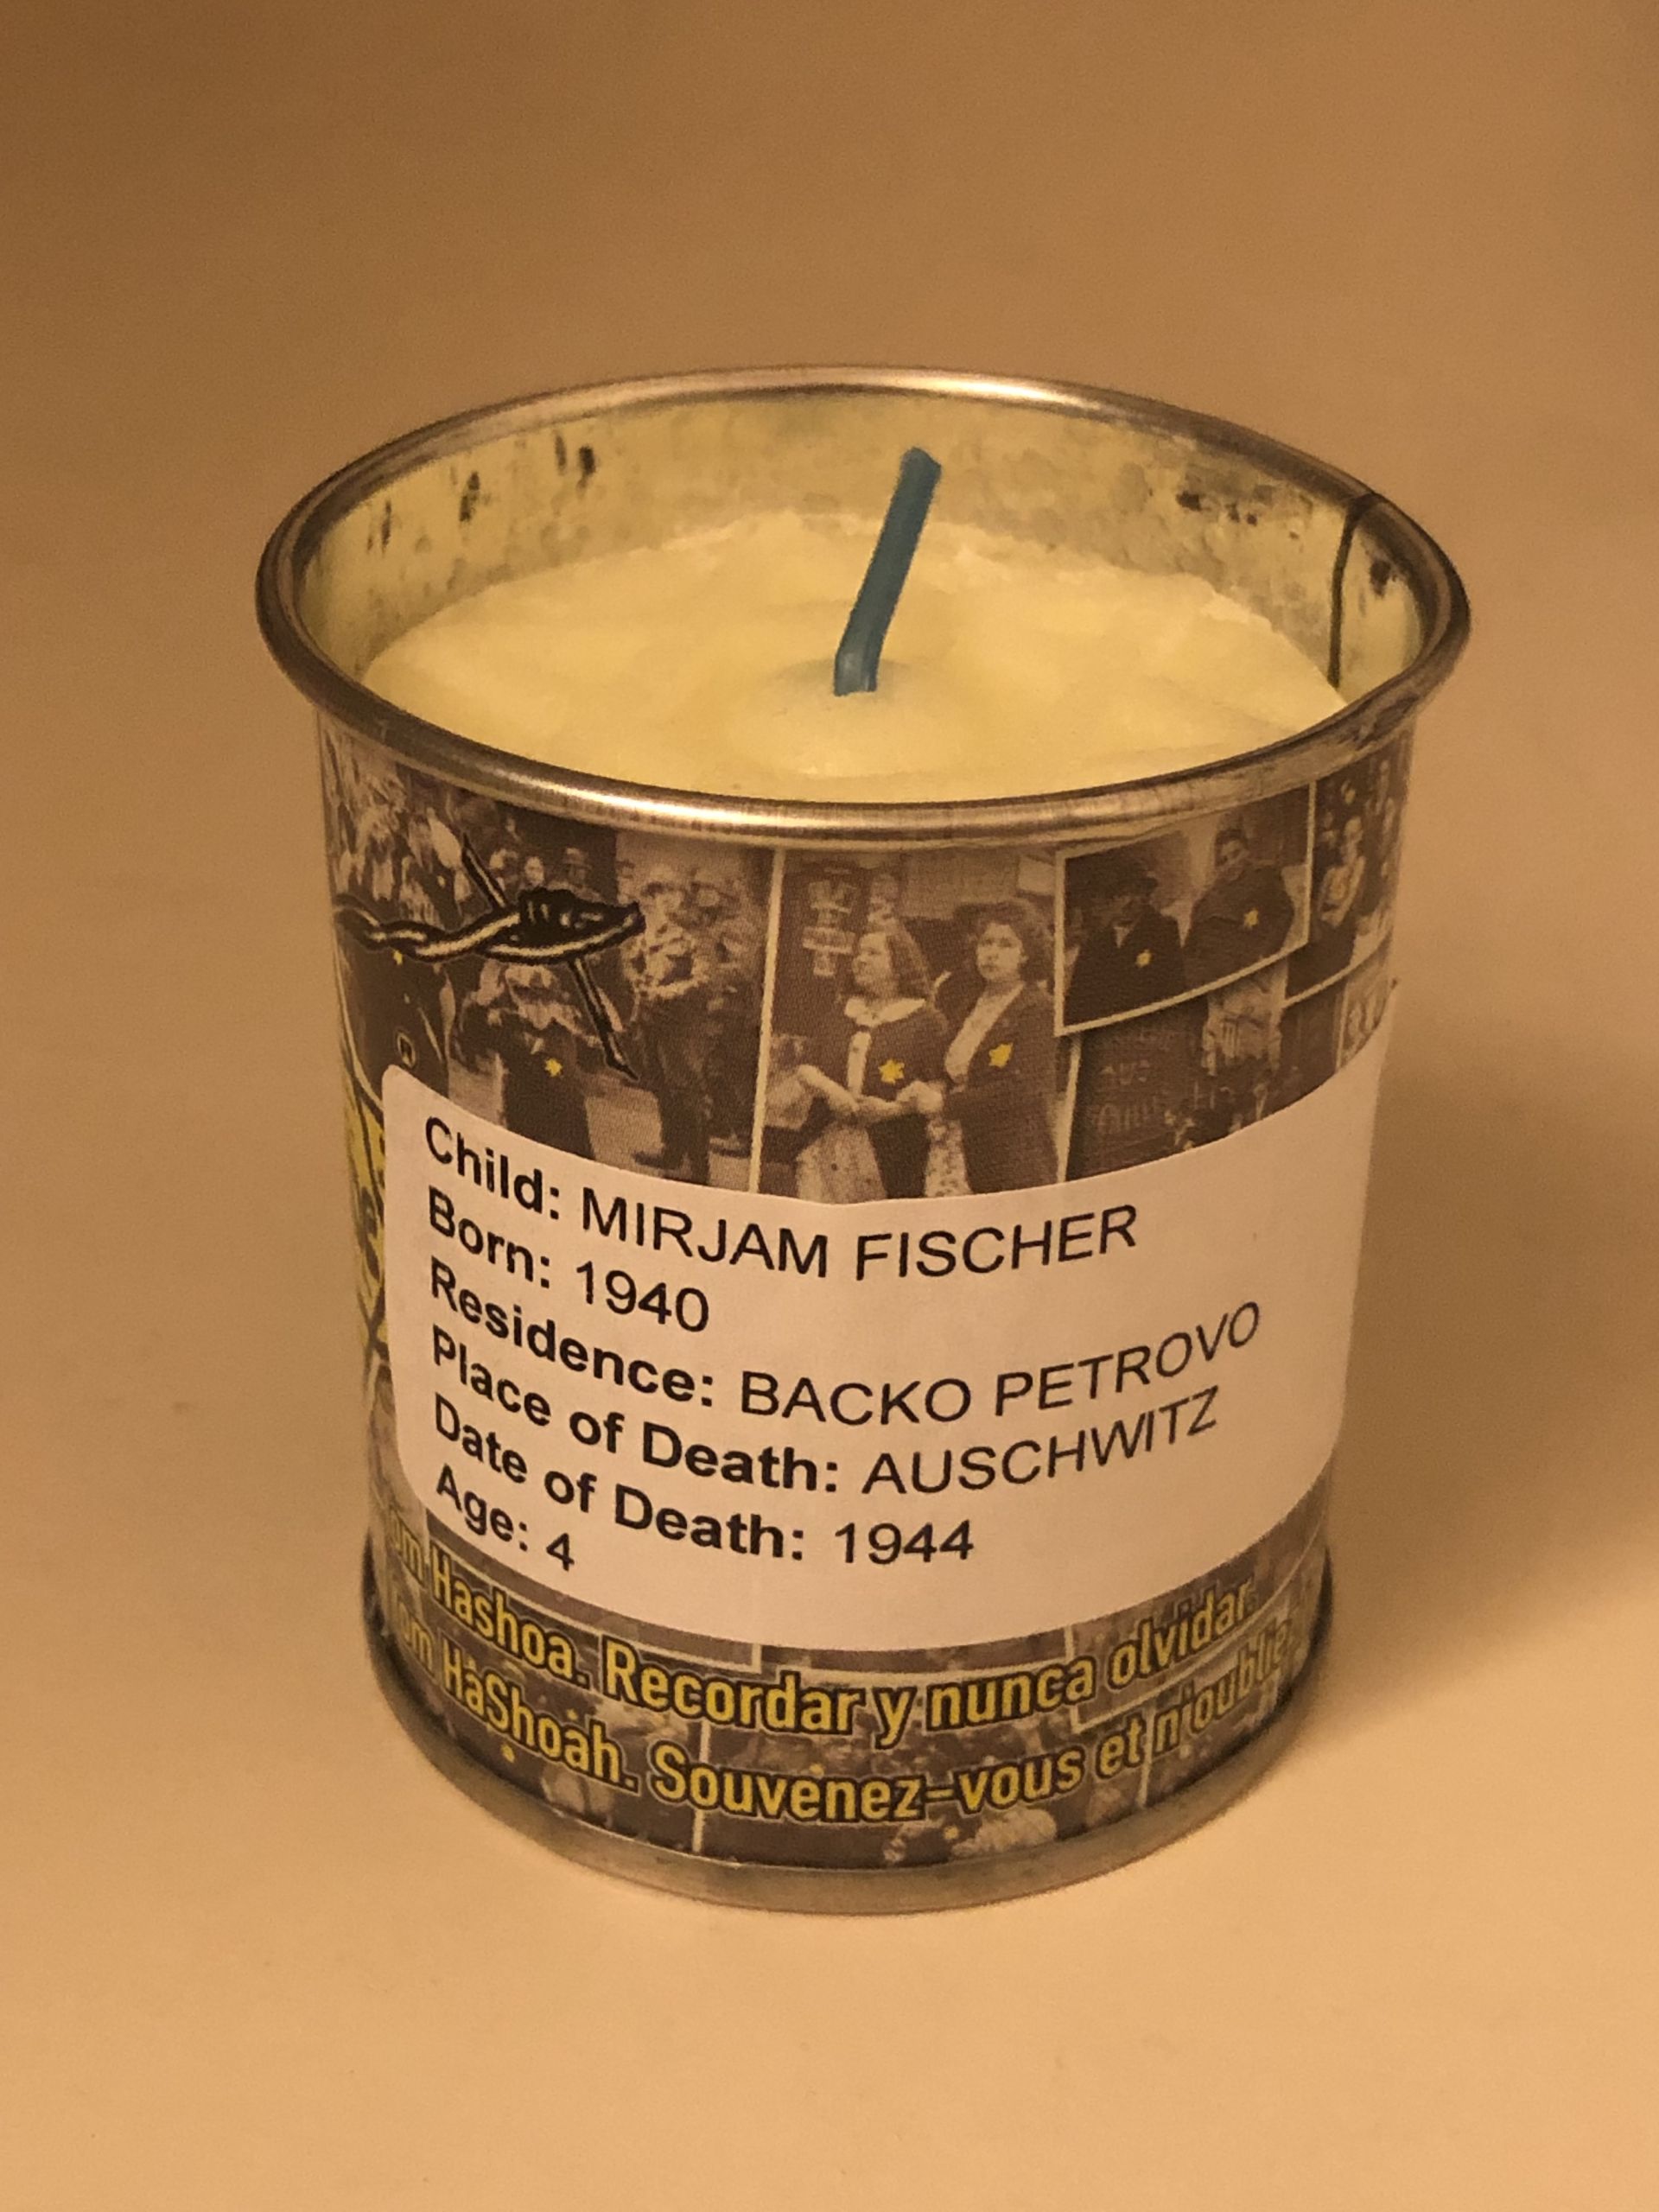 Child: MIRJAM FISCHER
Born: 1940
Residence: BACKO PETROVO
Place of Death: AUSCHWITZ
Date of Death: 1944
Age: 4
Hashoa. Recordar y nunca olvidar.
HaShoah. Souvenez-vous et